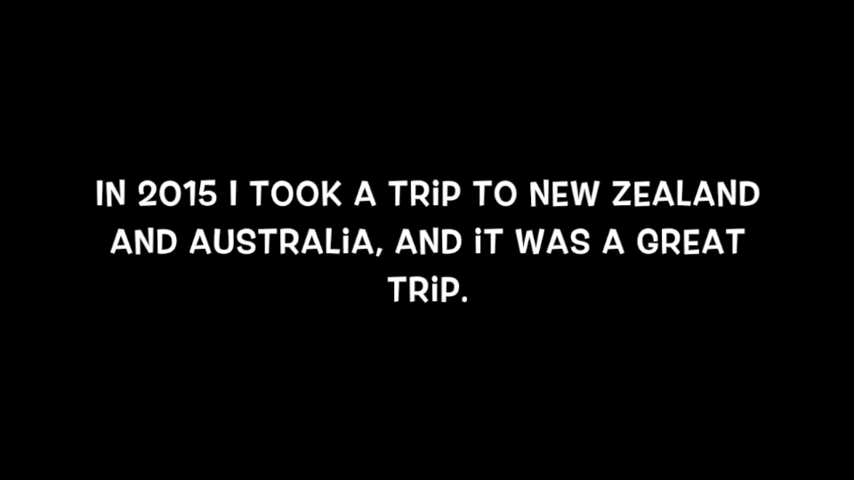 IN 2015 I TOOK A TRiP TO NEW ZEALAND
AND AUSTRALiA, AND iT WAS A GREAT
TRiP.